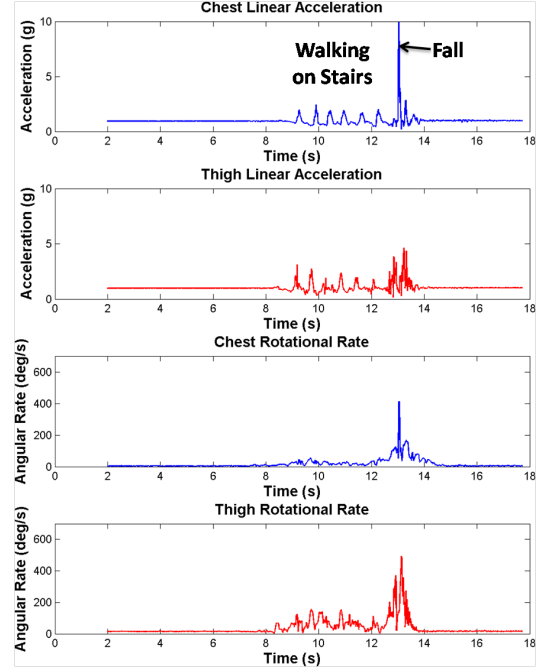 Chest Linear Acceleration
Acceleration (g)
10
5
0
Walking
on Stairs
Fall
0 2 4 6 8 10 12 14 16 18
Time (s)
Thigh Linear Acceleration
Acceleration (g)
10
5
0
0 2 4 6 8 10 12 14 16 18
Time (s)
Chest Rotational Rate
Angular Rate (deg/s)
600
400
200
0
0 2 4 6 8 10 12 14 16 18
Time (s)
Thigh Rotational Rate
Angular Rate (deg/s)
600
400
200
0
0 2 4 6 8 10 12 14 16 18
Time (s)